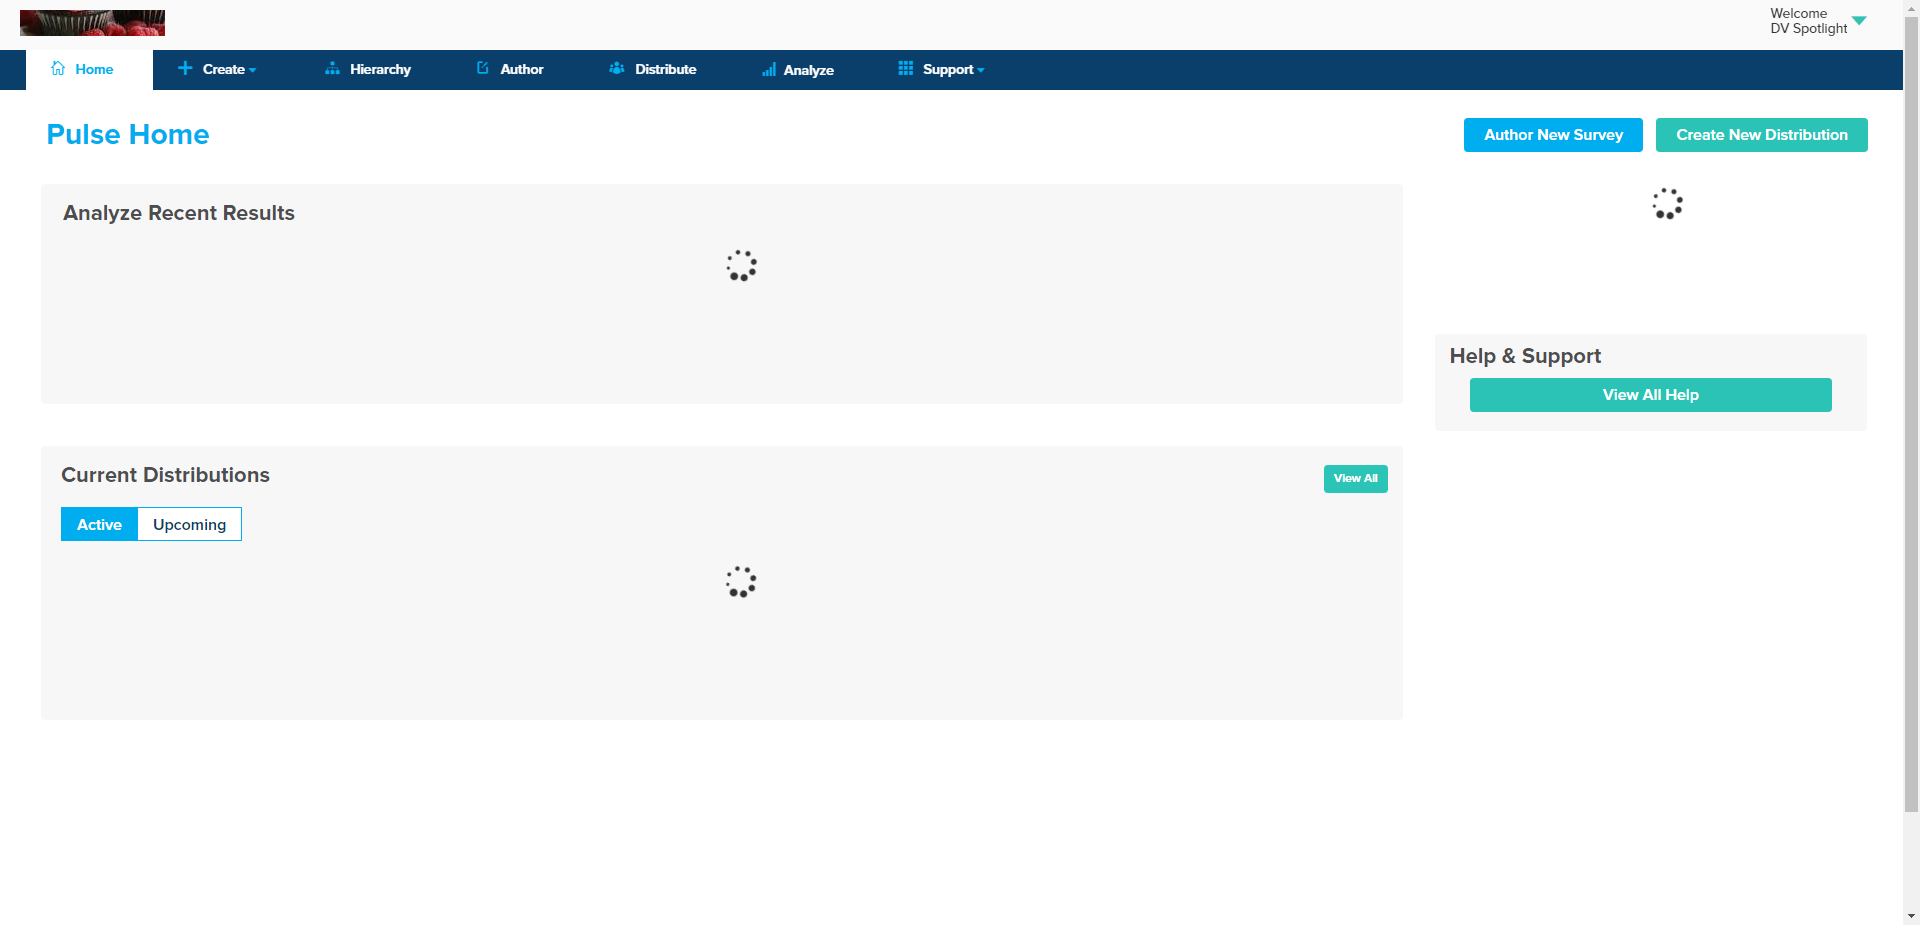 Welcome
DV Spotlight
Home
Create
Hierarchy
Author
Distribute
Analyze
Support
Pulse Home
Author New Survey
Create New Distribution
Analyze Recent Results
Help & Support
View All Help
Current Distributions
View All
Active
Upcoming